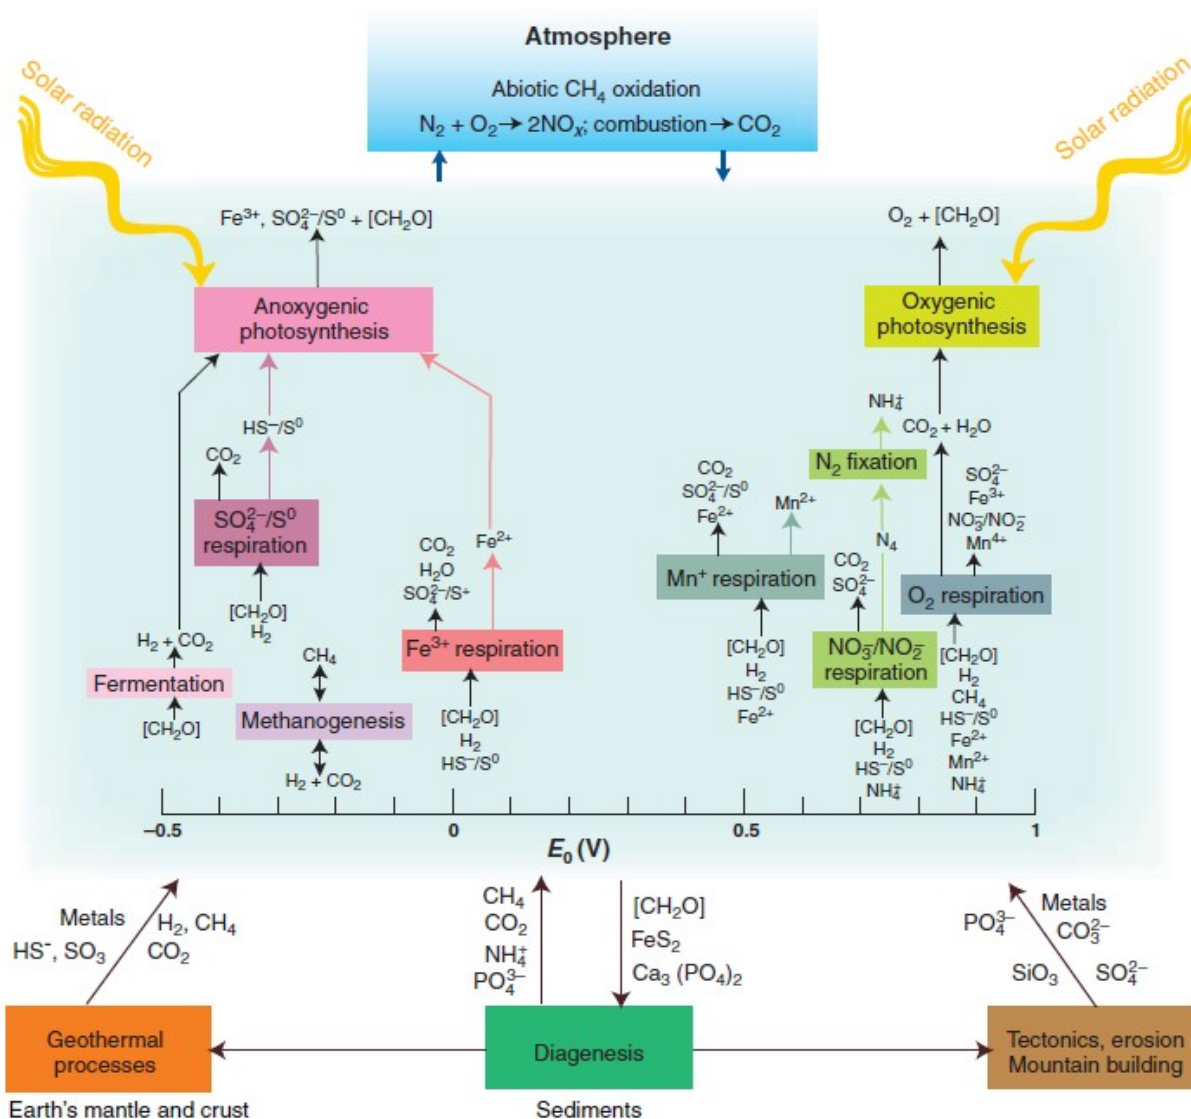 Atmosphere
Abiotic CH₄ oxidation
N₂ + O₂ → 2NOₓ; combustion → CO₂
Solar radiation
Solar radiation
Fe³⁺, SO₄²⁻/S⁰ + [CH₂O]
O₂ + [CH₂O]
Anoxygenic
photosynthesis
Oxygenic
photosynthesis
HS⁻/S⁰
CO₂
SO₄²⁻/S⁰
respiration
[CH₂O]
H₂
H₂ + CO₂
Fermentation
[CH₂O]
CH₄
Methanogenesis
H₂ + CO₂
Fe²⁺
CO₂
H₂O
SO₄²⁻/S⁺
Fe³⁺ respiration
[CH₂O]
H₂
HS⁻/S⁰
CO₂
SO₄²⁻/S⁰
Fe²⁺
Mn²⁺
Mn⁺ respiration
[CH₂O]
H₂
HS⁻/S⁰
Fe²⁺
NH₄⁺
N₂ fixation
N₄
CO₂
SO₄²⁻
NO₃⁻/NO₂⁻
respiration
[CH₂O]
H₂
HS⁻/S⁰
NH₄⁺
CO₂ + H₂O
SO₄²⁻
Fe³⁺
NO₃⁻/NO₂⁻
Mn⁴⁺
O₂ respiration
[CH₂O]
H₂
CH₄
HS⁻/S⁰
Fe²⁺
Mn²⁺
NH₄⁺
–0.5
0
0.5
1
E₀ (V)
Metals
HS⁻, SO₃
H₂, CH₄
CO₂
CH₄
CO₂
NH₄⁺
PO₄³⁻
[CH₂O]
FeS₂
Ca₃ (PO₄)₂
PO₄³⁻
Metals
CO₃²⁻
SiO₃
SO₄²⁻
Geothermal
processes
Diagenesis
Tectonics, erosion
Mountain building
Earth's mantle and crust
Sediments